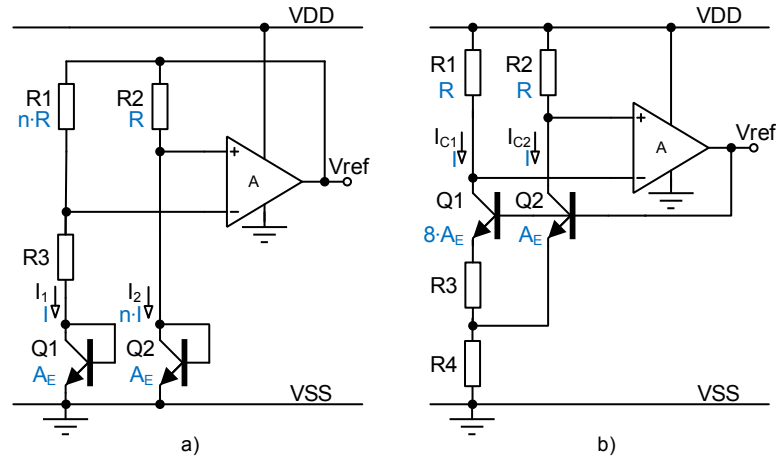 VDD
R1
n·R
R2
R
+
A
−
Vref
R3
I1
I
I2
n·I
Q1
AE
Q2
AE
VSS
a)
VDD
R1
R
R2
R
+
A
−
Vref
IC1
I
IC2
I
Q1
8·AE
Q2
AE
R3
R4
VSS
b)